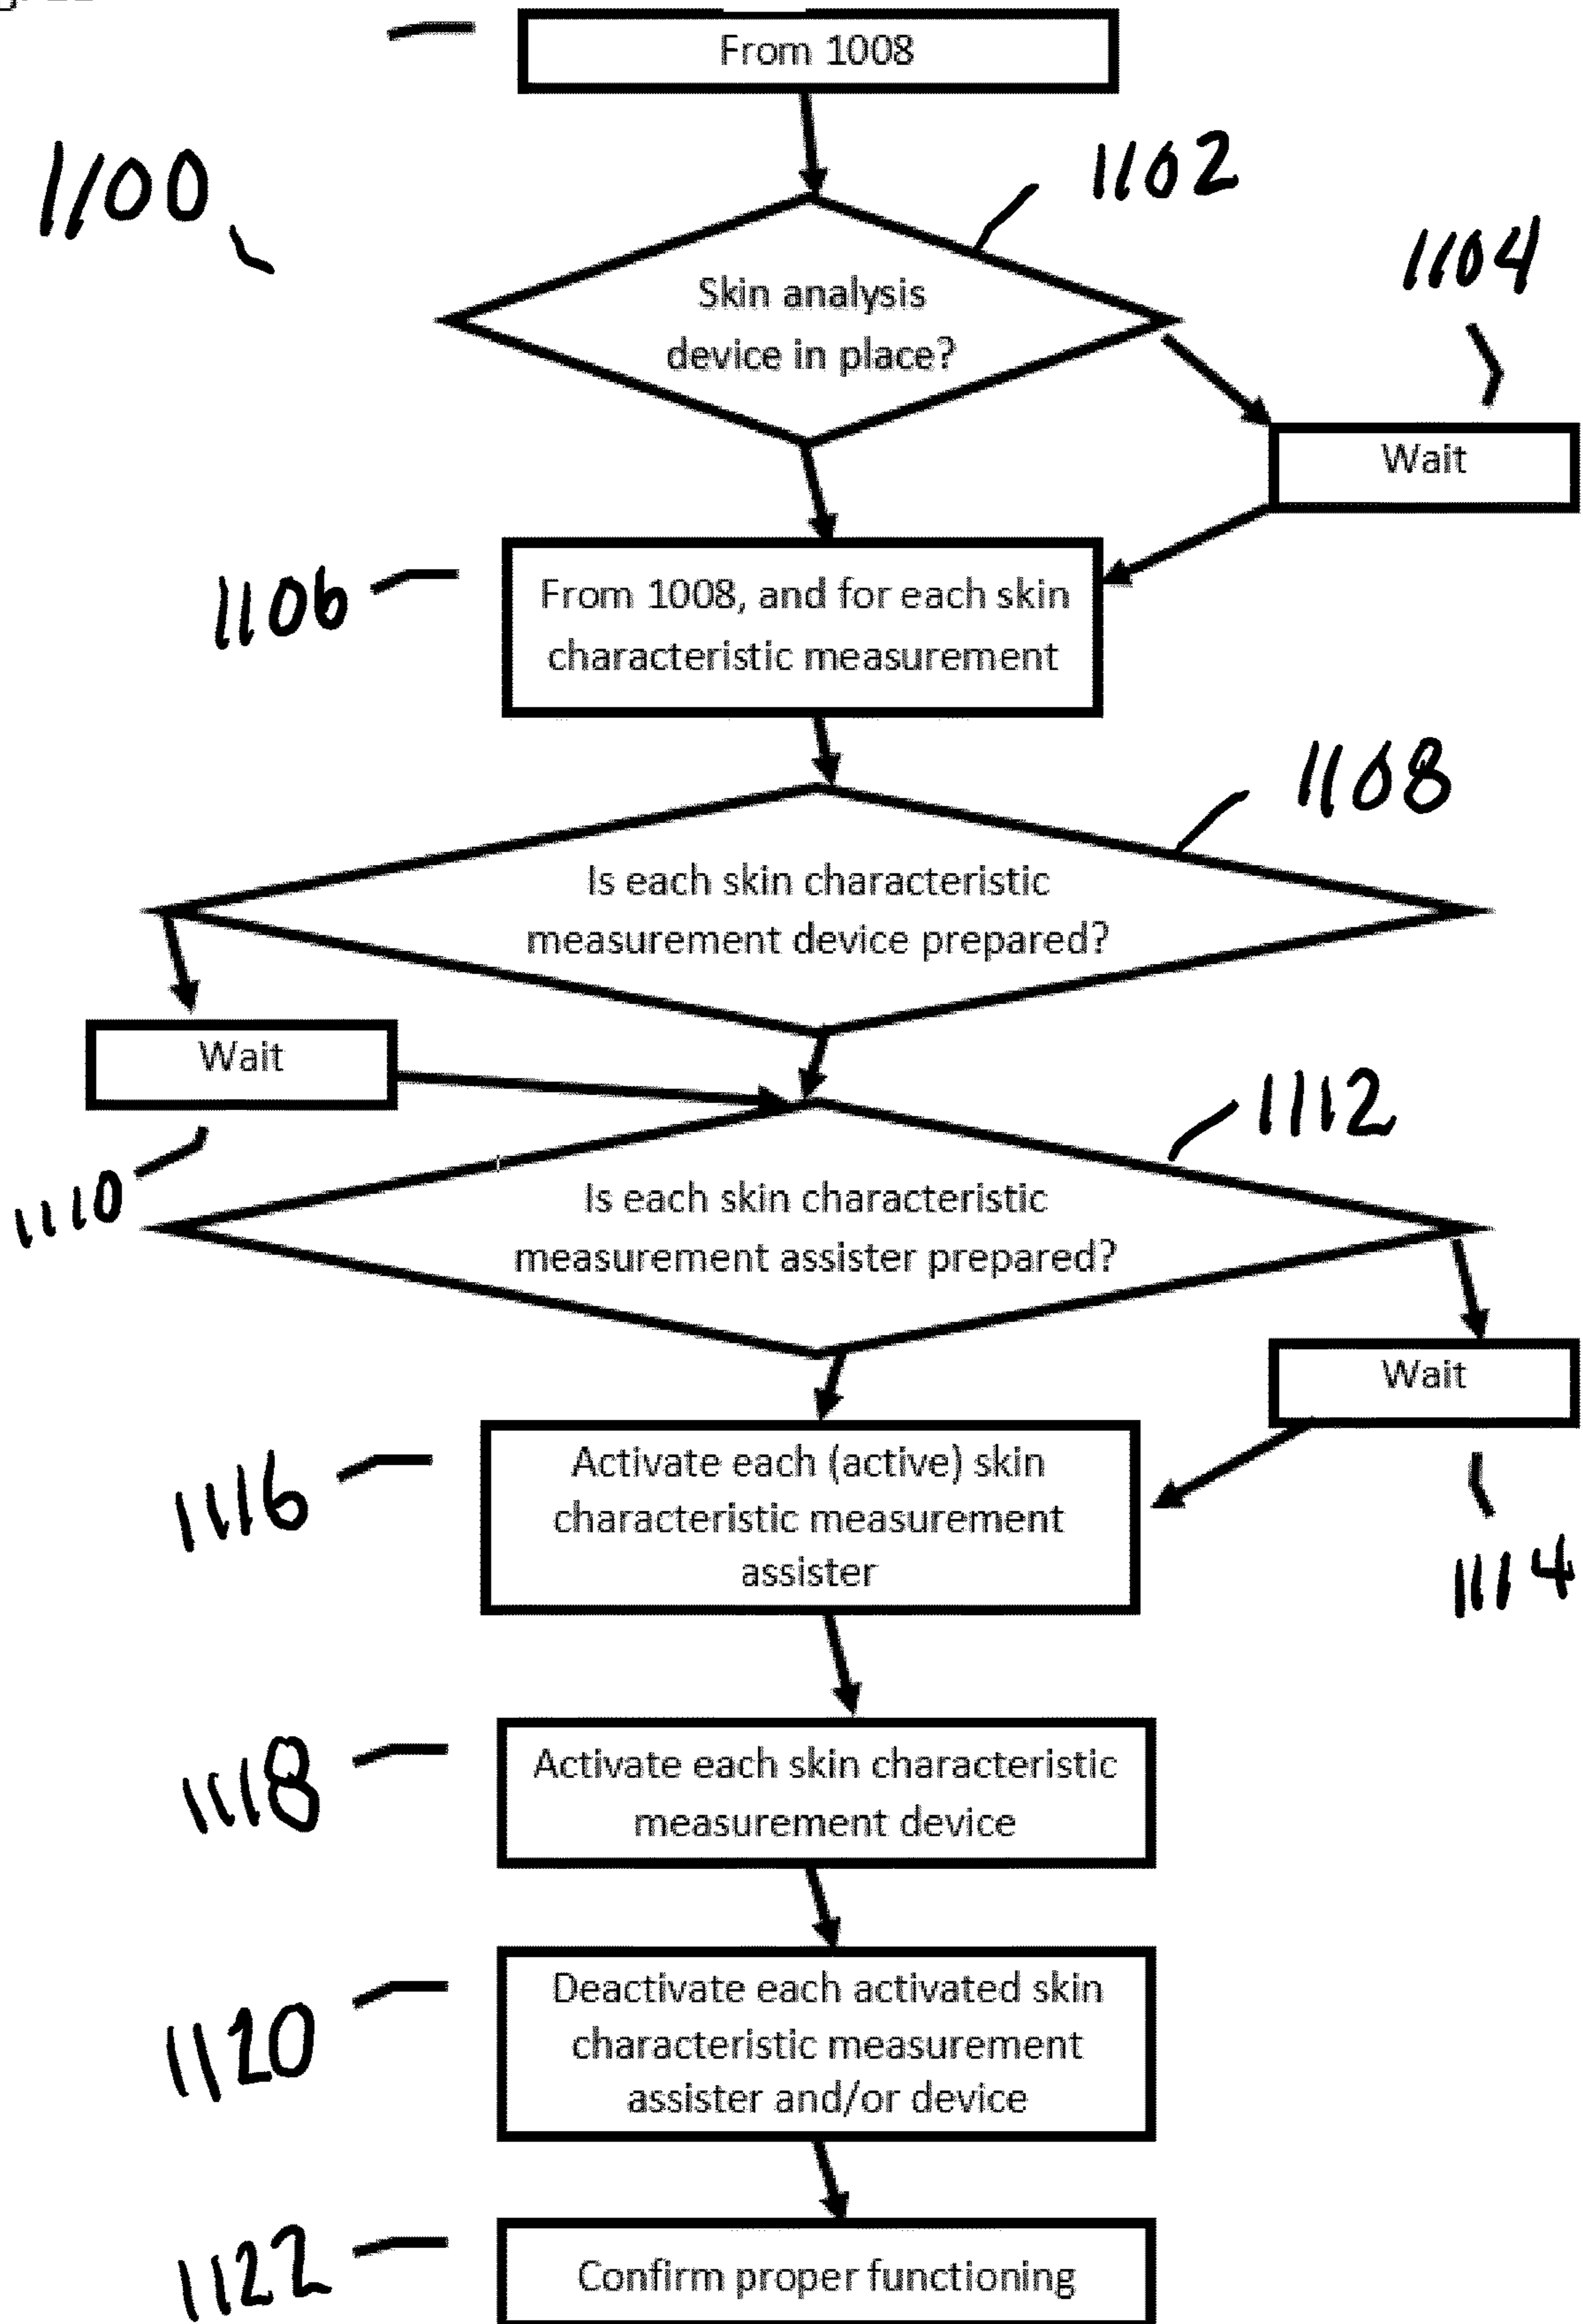 From 1008
1100
1102
Skin analysis
device in place?
1104
Wait
1106
From 1008, and for each skin
characteristic measurement
1108
Is each skin characteristic
measurement device prepared?
Wait
1110
1112
Is each skin characteristic
measurement assister prepared?
Wait
1114
1116
Activate each (active) skin
characteristic measurement
assister
1118
Activate each skin characteristic
measurement device
1120
Deactivate each activated skin
characteristic measurement
assister and/or device
1122
Confirm proper functioning